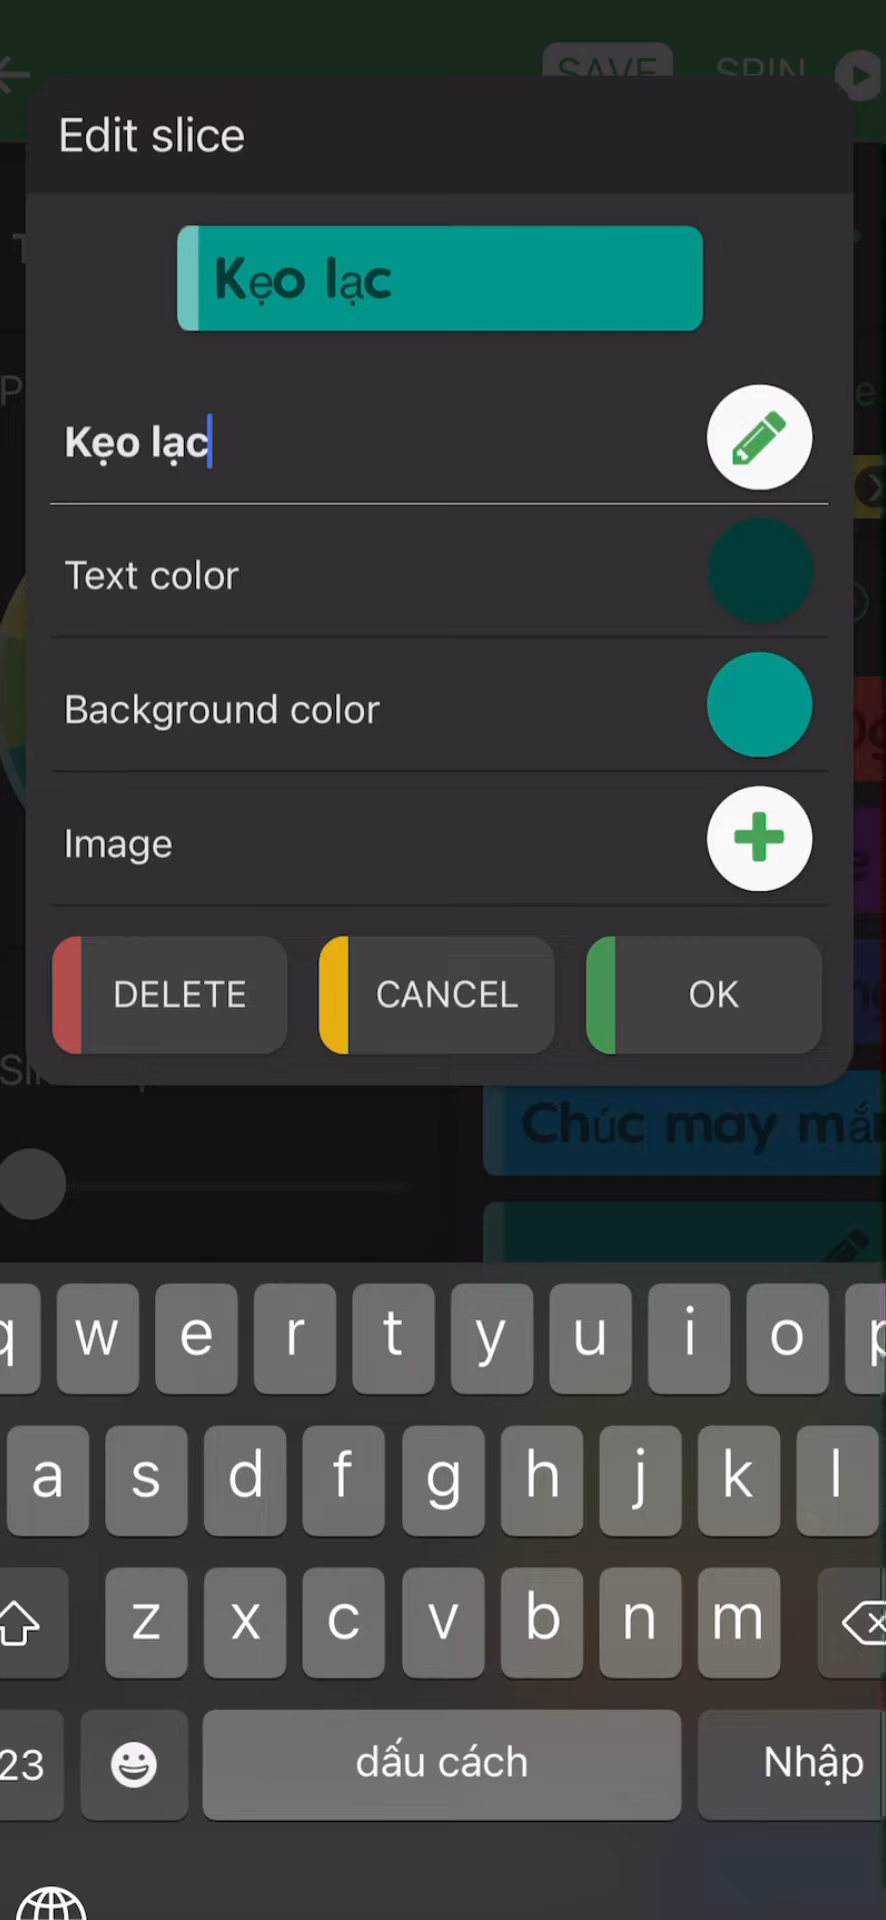 SAVE SPIN
Edit slice
Kẹo lạc
Kẹo lạc
Text color
Background color
Image
DELETE CANCEL OK
Chúc may mắn
q w e r t y u i o p
a s d f g h j k l
z x c v b n m
23 dấu cách Nhập